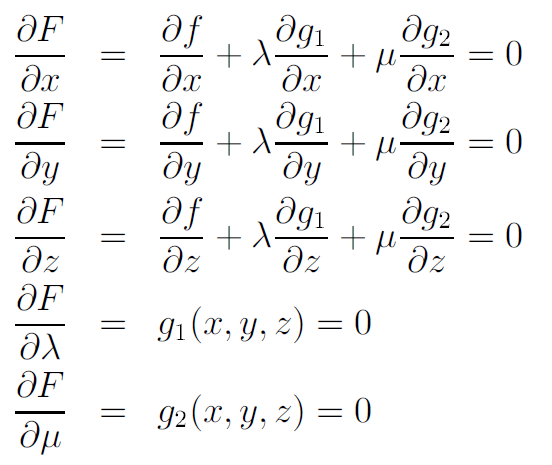 ∂F/∂x = ∂f/∂x + λ ∂g₁/∂x + μ ∂g₂/∂x = 0
∂F/∂y = ∂f/∂y + λ ∂g₁/∂y + μ ∂g₂/∂y = 0
∂F/∂z = ∂f/∂z + λ ∂g₁/∂z + μ ∂g₂/∂z = 0
∂F/∂λ = g₁(x, y, z) = 0
∂F/∂μ = g₂(x, y, z) = 0